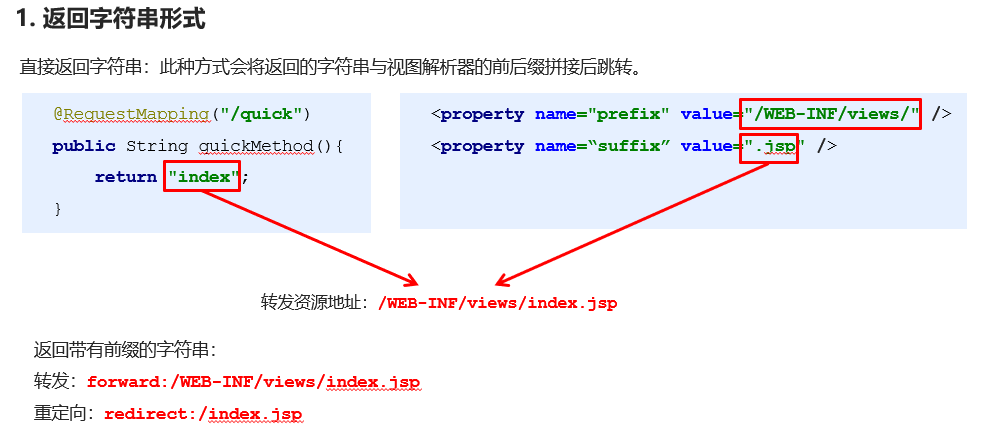 1. 返回字符串形式
直接返回字符串：此种方式会将返回的字符串与视图解析器的前后缀拼接后跳转。
@RequestMapping("/quick")
public String quickMethod(){
return "index";
}
<property name="prefix" value="/WEB-INF/views/" />
<property name=“suffix” value=".jsp" />
转发资源地址：/WEB-INF/views/index.jsp
返回带有前缀的字符串：
转发：forward:/WEB-INF/views/index.jsp
重定向：redirect:/index.jsp